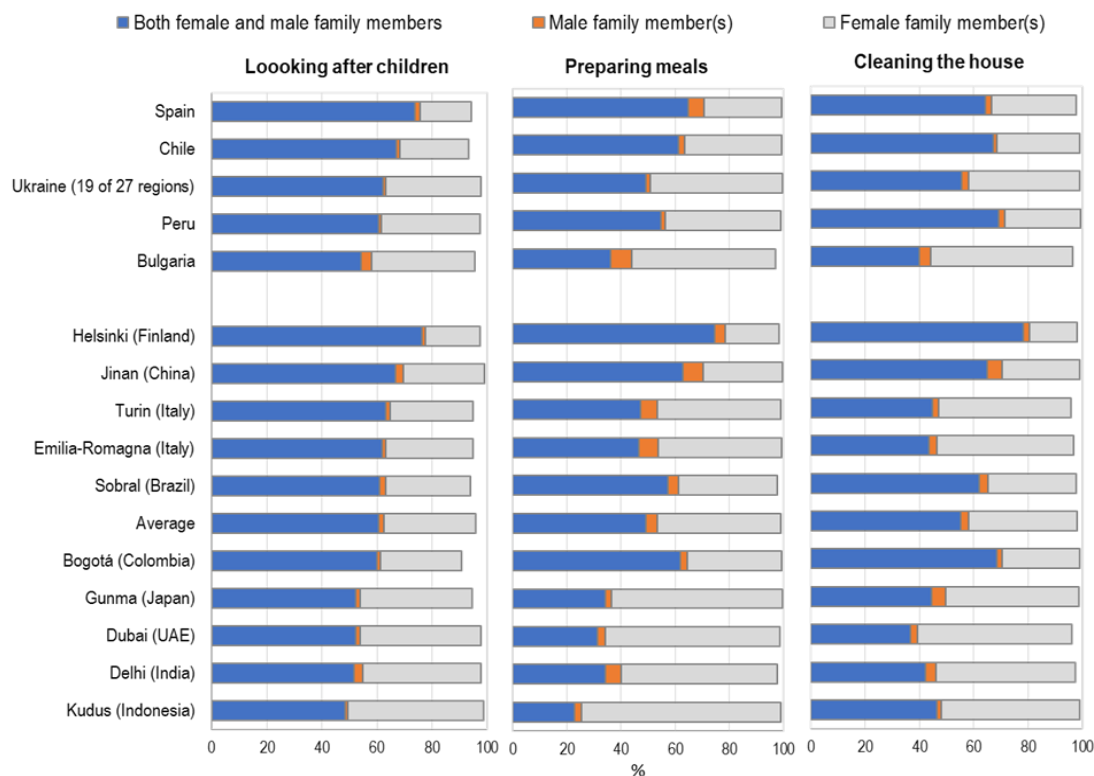 Both female and male family members Male family member(s) Female family member(s)
Loooking after children
Preparing meals
Cleaning the house
Spain
Chile
Ukraine (19 of 27 regions)
Peru
Bulgaria
Helsinki (Finland)
Jinan (China)
Turin (Italy)
Emilia-Romagna (Italy)
Sobral (Brazil)
Average
Bogotá (Colombia)
Gunma (Japan)
Dubai (UAE)
Delhi (India)
Kudus (Indonesia)
0 20 40 60 80 100
0 20 40 60 80 100
0 20 40 60 80 100
%